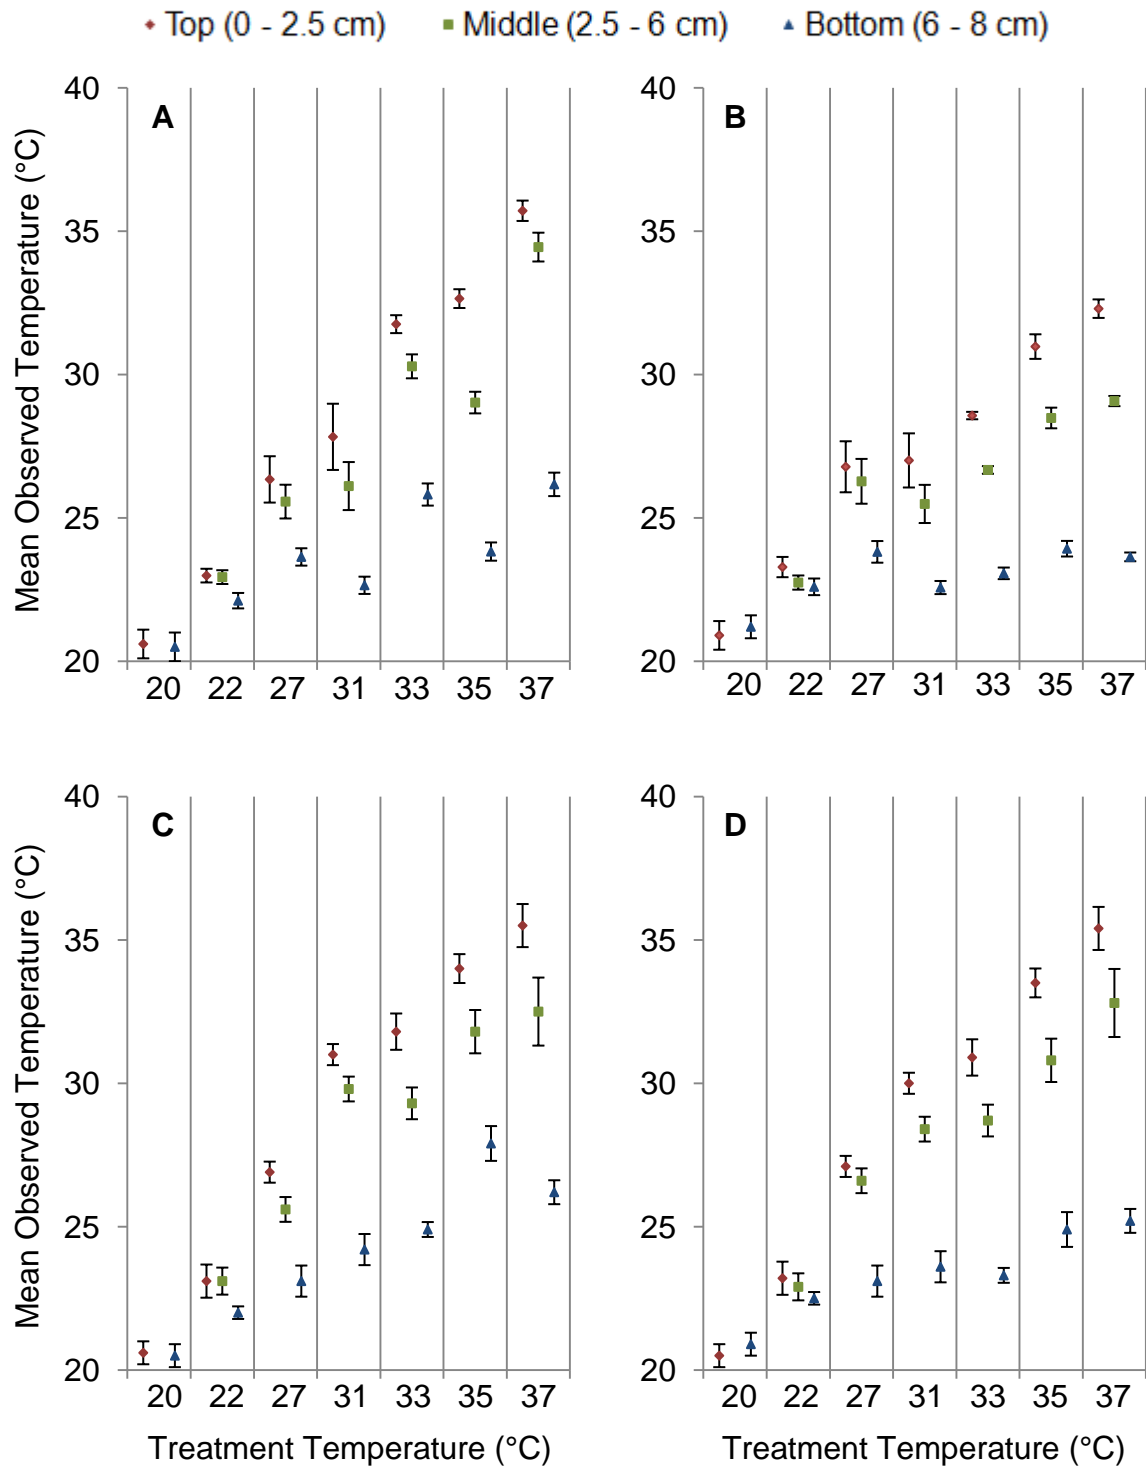 Top (0 - 2.5 cm) Middle (2.5 - 6 cm) Bottom (6 - 8 cm)
Mean Observed Temperature (°C)
40
35
30
25
20
A
20 22 27 31 33 35 37
40
35
30
25
20
B
20 22 27 31 33 35 37
Mean Observed Temperature (°C)
40
35
30
25
20
C
20 22 27 31 33 35 37
Treatment Temperature (°C)
40
35
30
25
20
D
20 22 27 31 33 35 37
Treatment Temperature (°C)